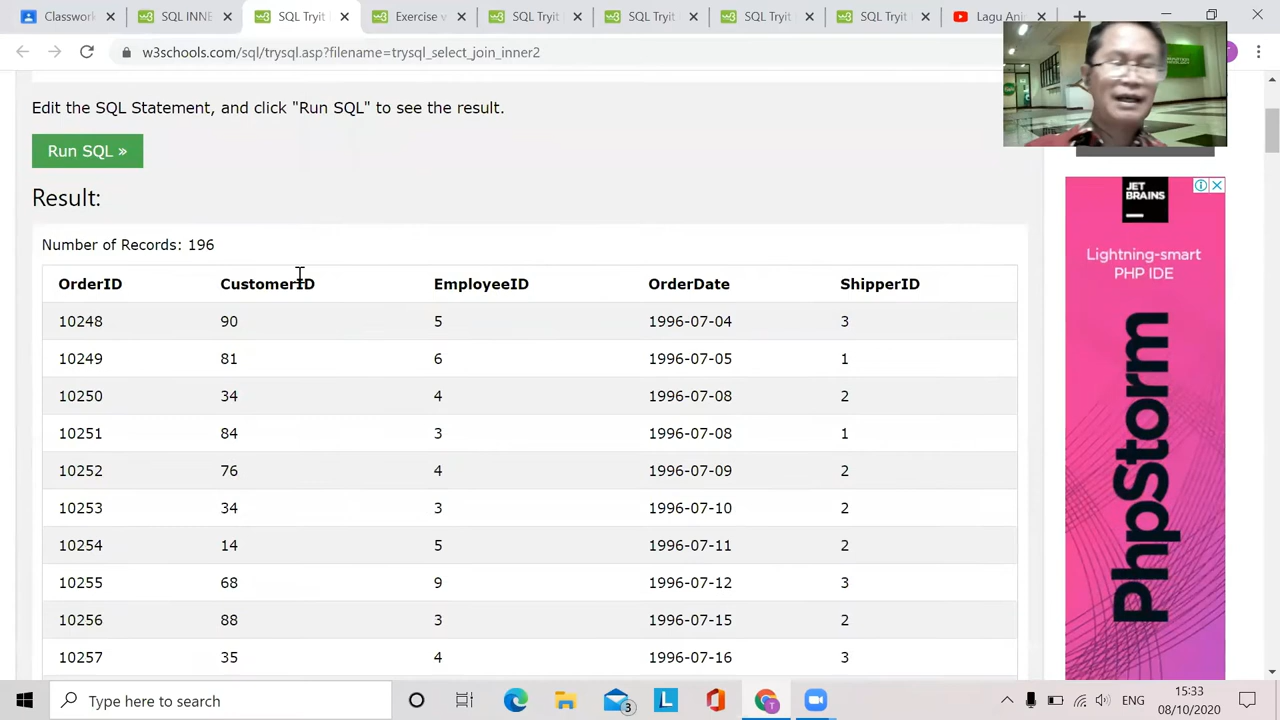 Classwork
SQL INNE
SQL Tryit
Exercise v
SQL Tryit
SQL Tryit
SQL Tryit
SQL Tryit
Lagu Ani
w3schools.com/sql/trysql.asp?filename=trysql_select_join_inner2
Edit the SQL Statement, and click "Run SQL" to see the result.
Run SQL »
Result:
Number of Records: 196
OrderID CustomerID EmployeeID OrderDate ShipperID
10248 90 5 1996-07-04 3
10249 81 6 1996-07-05 1
10250 34 4 1996-07-08 2
10251 84 3 1996-07-08 1
10252 76 4 1996-07-09 2
10253 34 3 1996-07-10 2
10254 14 5 1996-07-11 2
10255 68 9 1996-07-12 3
10256 88 3 1996-07-15 2
10257 35 4 1996-07-16 3
JET
BRAINS
Lightning-smart
PHP IDE
PhpStorm
Type here to search
3
L
T
ENG
15:33
08/10/2020